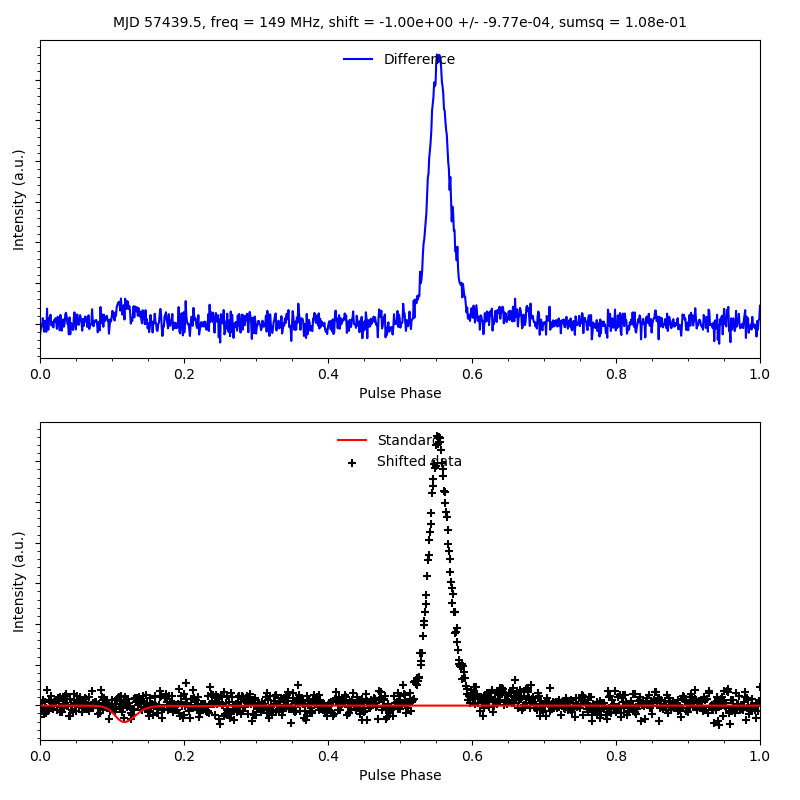 MJD 57439.5, freq = 149 MHz, shift = -1.00e+00 +/- -9.77e-04, sumsq = 1.08e-01
Difference
Intensity (a.u.)
0.0 0.2 0.4 0.6 0.8 1.0
Pulse Phase
Standard
Shifted data
Intensity (a.u.)
0.0 0.2 0.4 0.6 0.8 1.0
Pulse Phase